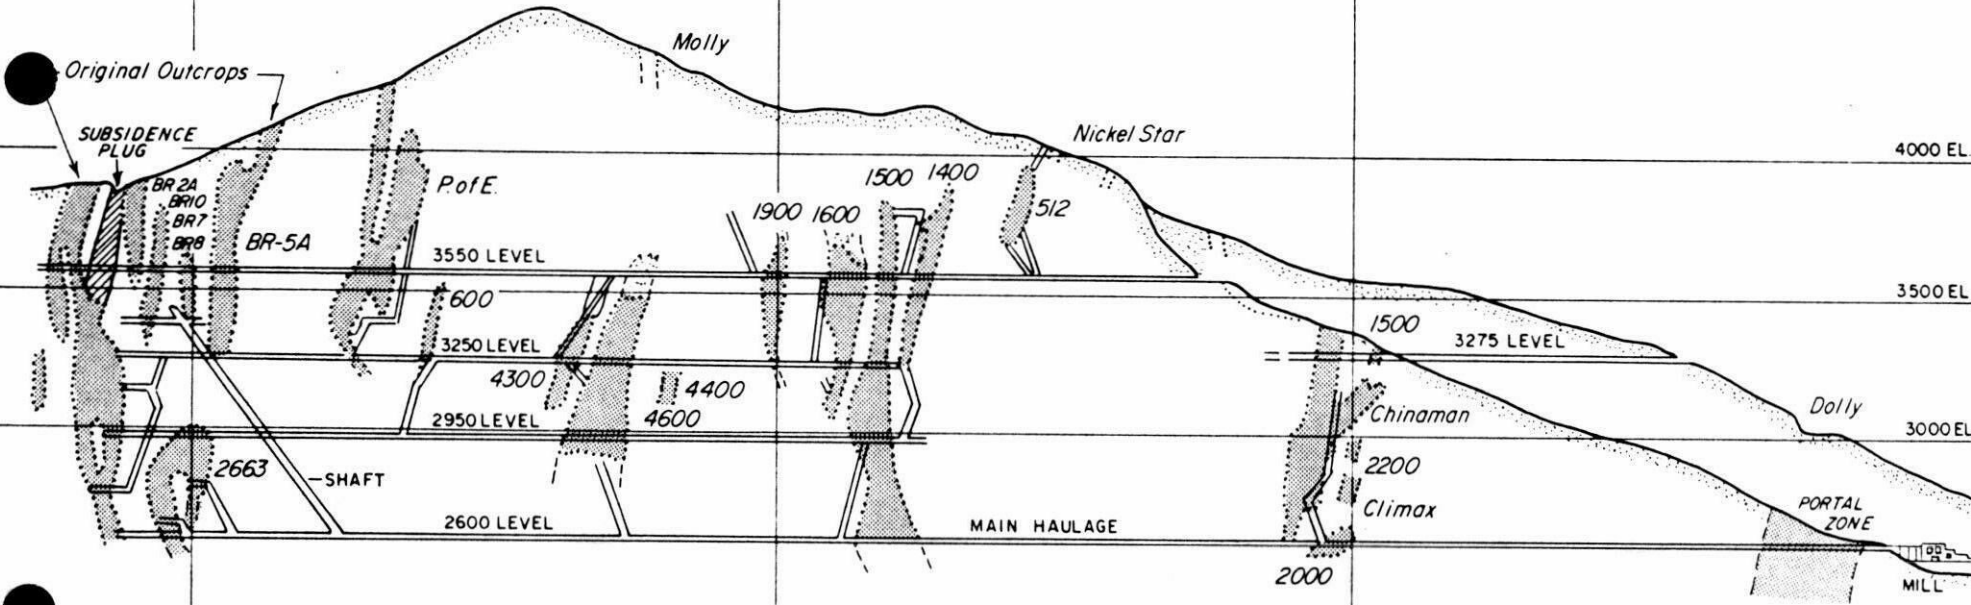 Molly
Original Outcrops
SUBSIDENCE
PLUG
Nickel Star
4000 EL.
BR 2A
BR10
BR7
BR8
BR-5A
P. of E.
1500
1400
1900
1600
512
3550 LEVEL
600
3500 EL.
3250 LEVEL
1500
3275 LEVEL
4300
4400
4600
2950 LEVEL
Chinaman
Dolly
3000 EL.
2663
SHAFT
2200
Climax
2600 LEVEL
MAIN HAULAGE
PORTAL
ZONE
2000
MILL